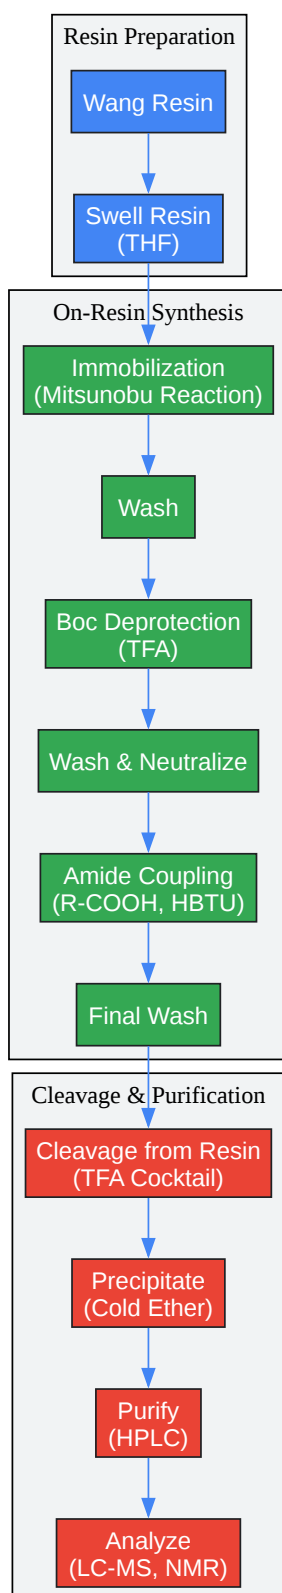 Resin Preparation
Wang Resin
Swell Resin
(THF)
On-Resin Synthesis
Immobilization
(Mitsunobu Reaction)
Wash
Boc Deprotection
(TFA)
Wash & Neutralize
Amide Coupling
(R-COOH, HBTU)
Final Wash
Cleavage & Purification
Cleavage from Resin
(TFA Cocktail)
Precipitate
(Cold Ether)
Purify
(HPLC)
Analyze
(LC-MS, NMR)